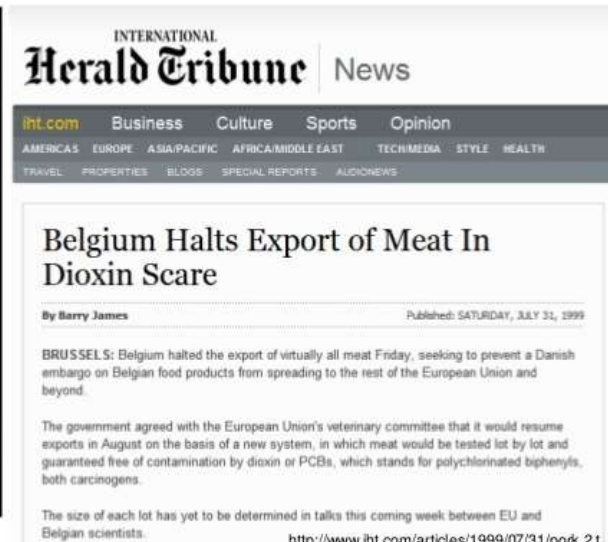 INTERNATIONAL
Herald Tribune News
iht.com Business Culture Sports Opinion
AMERICAS EUROPE ASIA/PACIFIC AFRICA/MIDDLE EAST TECH/MEDIA STYLE HEALTH
TRAVEL PROPERTIES BLOGS SPECIAL REPORTS AUDIONEWS
Belgium Halts Export of Meat In
Dioxin Scare
By Barry James Published: SATURDAY, JULY 31, 1999
BRUSSELS: Belgium halted the export of virtually all meat Friday, seeking to prevent a Danish
embargo on Belgian food products from spreading to the rest of the European Union and
beyond.
The government agreed with the European Union's veterinary committee that it would resume
exports in August on the basis of a new system, in which meat would be tested lot by lot and
guaranteed free of contamination by dioxin or PCBs, which stands for polychlorinated biphenyls,
both carcinogens.
The size of each lot has yet to be determined in talks this coming week between EU and
Belgian scientists.
http://www.iht.com/articles/1999/07/31/pork.2.t